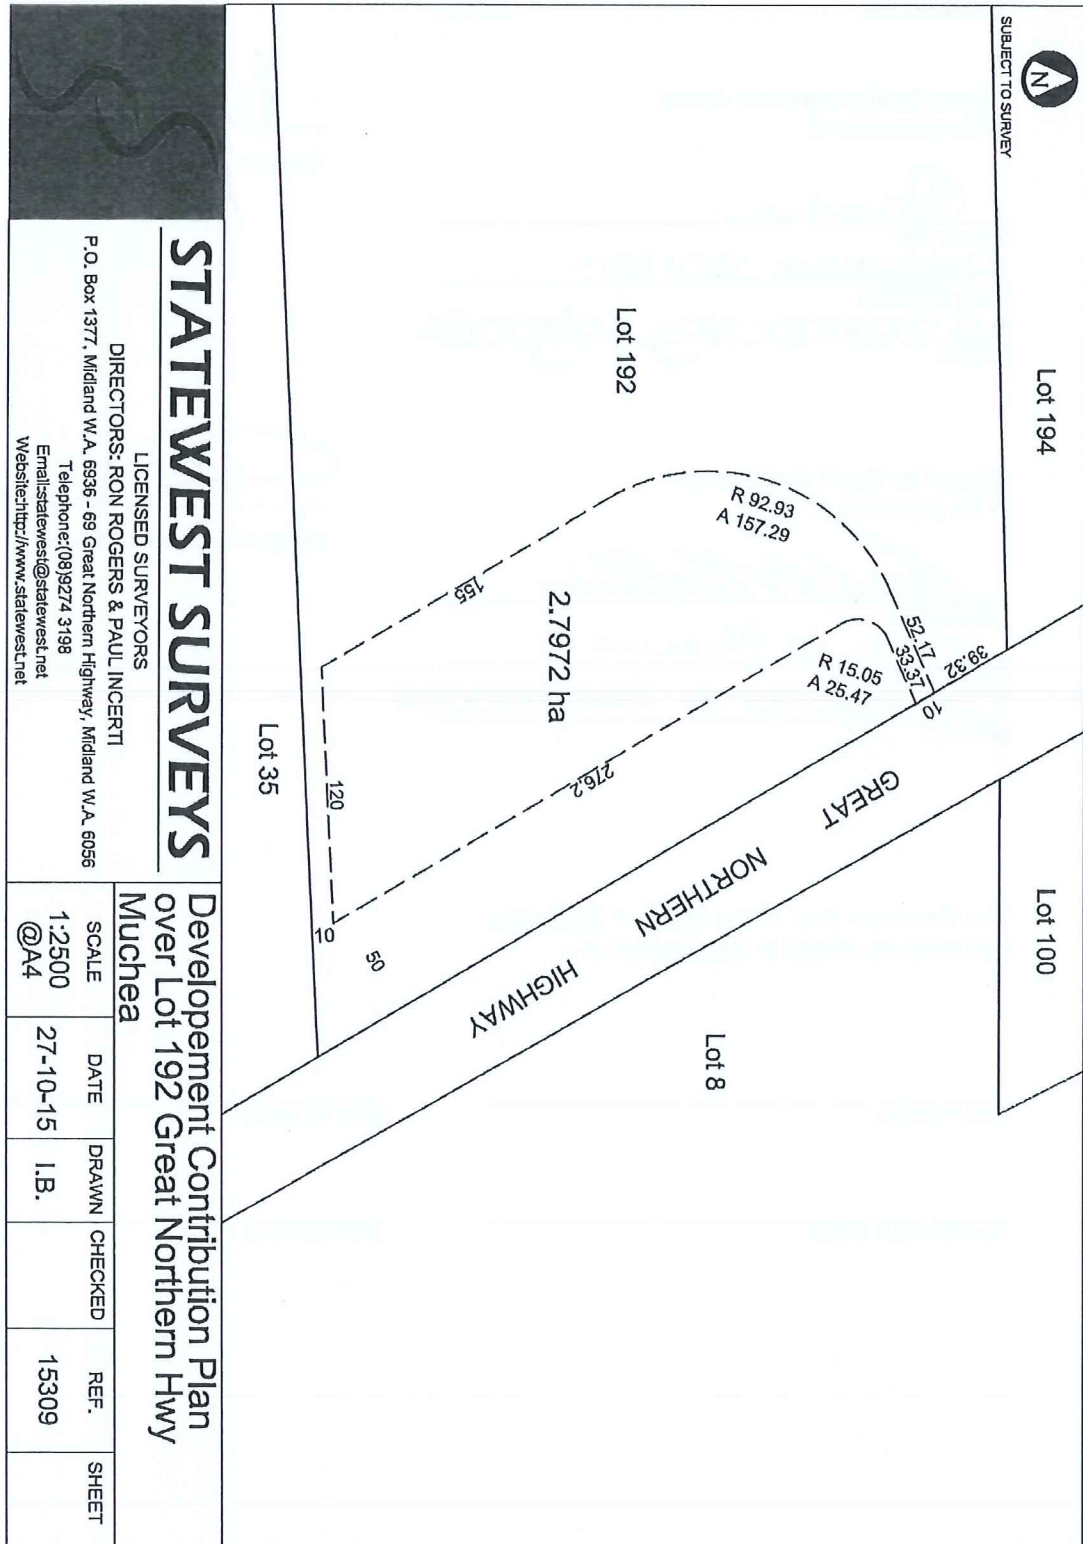 N
SUBJECT TO SURVEY
Lot 194
Lot 192
Lot 100
R 92.93
A 157.29
52.17
33.37
39.32
10
R 15.05
A 25.47
155
2.7972 ha
276.2
120
10
50
Lot 35
GREAT
NORTHERN
HIGHWAY
Lot 8
STATEWEST SURVEYS
LICENSED SURVEYORS
DIRECTORS: RON ROGERS & PAUL INCERTI
P.O. Box 1377, Midland W.A. 6936 - 69 Great Northern Highway, Midland W.A. 6056
Telephone:(08)9274 3198
Email:statewest@statewest.net
Website:http://www.statewest.net
Developement Contribution Plan
over Lot 192 Great Northern Hwy
Muchea
SCALE
1:2500
@A4
DATE
27-10-15
DRAWN
I.B.
CHECKED
REF.
15309
SHEET